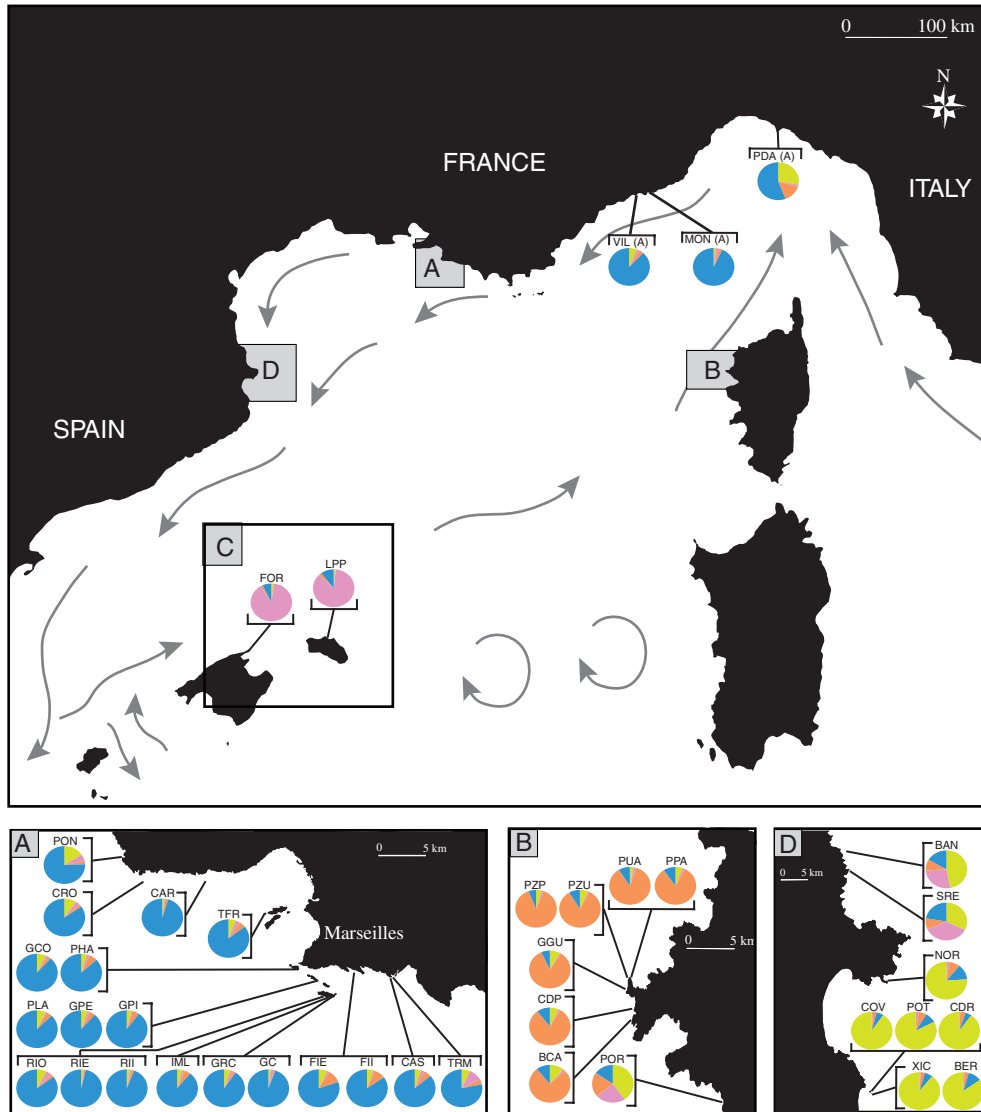 0 100 km
N
FRANCE
PDA (A)
ITALY
VIL (A) MON (A)
A
D
B
SPAIN
C
FOR LPP
A
PON
0 5 km
CRO CAR
TFR
Marseilles
GCO PHA
PLA GPE GPI
RIO RIE RII IML GRC GC FIE FII CAS TRM
B
PUA PPA
PZP PZU
GGU
0 5 km
CDP
BCA POR
D
BAN
0 5 km
SRE
NOR
COV POT CDR
XIC BER